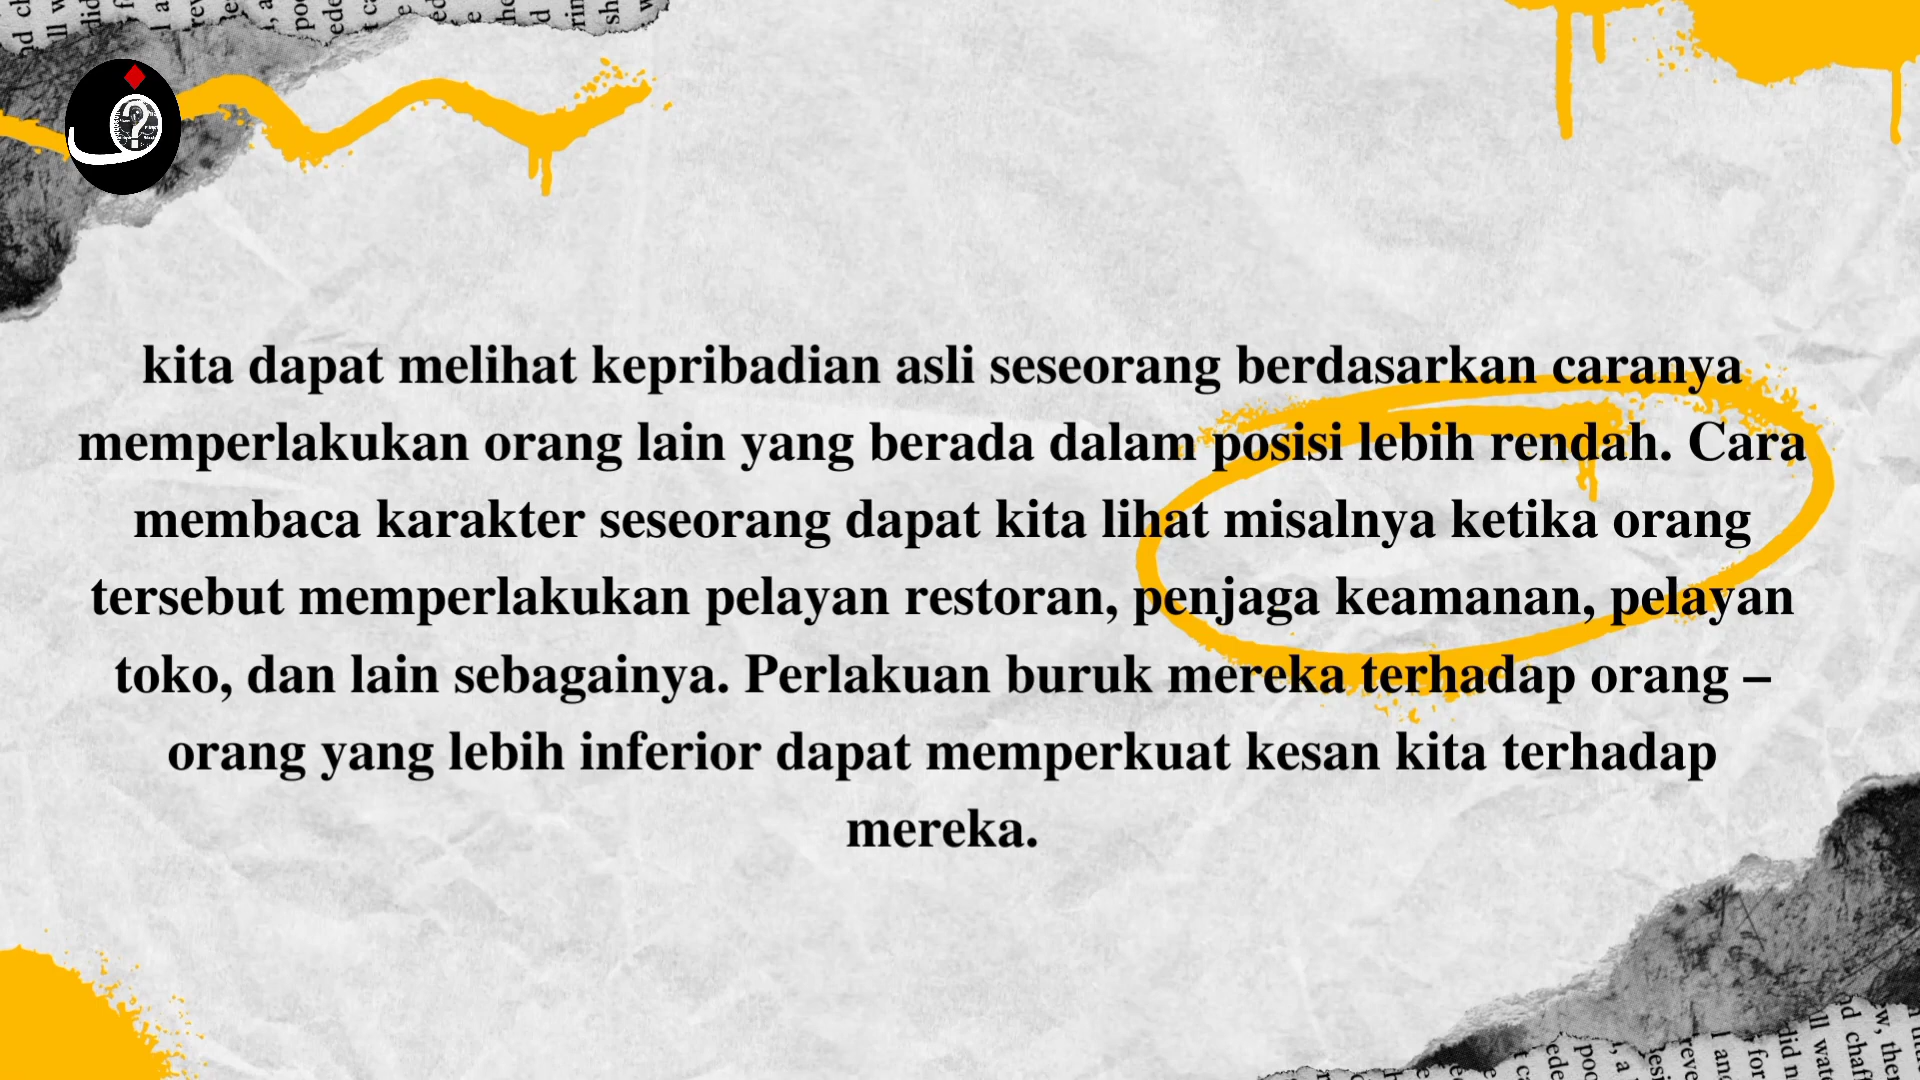 kita dapat melihat kepribadian asli seseorang berdasarkan caranya
memperlakukan orang lain yang berada dalam posisi lebih rendah. Cara
membaca karakter seseorang dapat kita lihat misalnya ketika orang
tersebut memperlakukan pelayan restoran, penjaga keamanan, pelayan
toko, dan lain sebagainya. Perlakuan buruk mereka terhadap orang –
orang yang lebih inferior dapat memperkuat kesan kita terhadap
mereka.